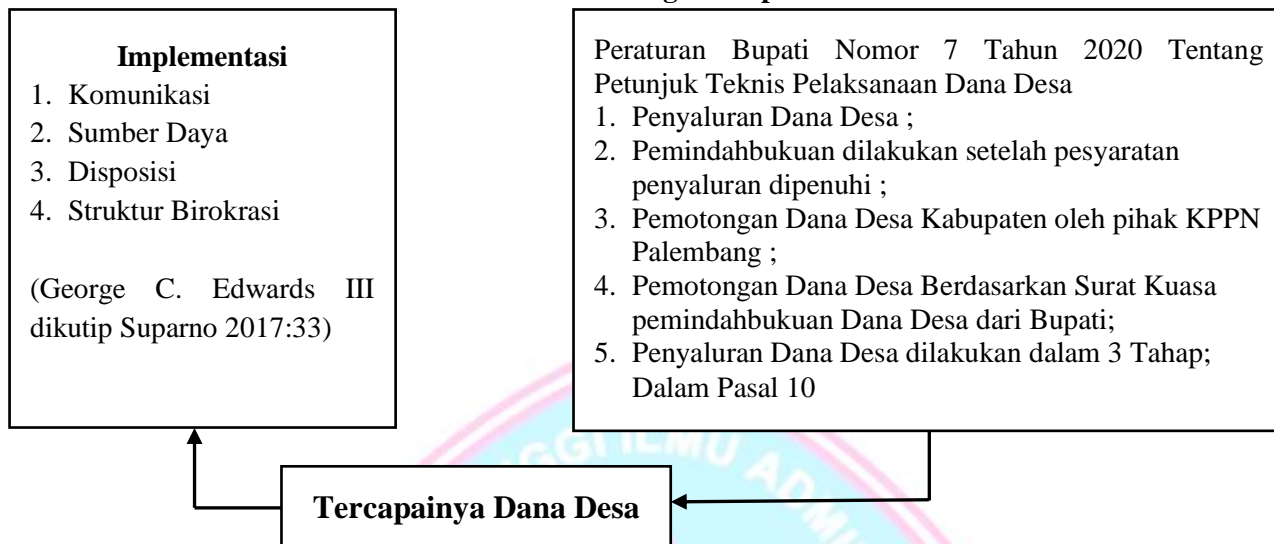 Implementasi
1. Komunikasi
2. Sumber Daya
3. Disposisi
4. Struktur Birokrasi
(George C. Edwards III
dikutip Suparno 2017:33)
Peraturan Bupati Nomor 7 Tahun 2020 Tentang
Petunjuk Teknis Pelaksanaan Dana Desa
1. Penyaluran Dana Desa ;
2. Pemindahbukuan dilakukan setelah pesyaratan
penyaluran dipenuhi ;
3. Pemotongan Dana Desa Kabupaten oleh pihak KPPN
Palembang ;
4. Pemotongan Dana Desa Berdasarkan Surat Kuasa
pemindahbukuan Dana Desa dari Bupati;
5. Penyaluran Dana Desa dilakukan dalam 3 Tahap;
Dalam Pasal 10
GGI ILMU ADM
Tercapainya Dana Desa